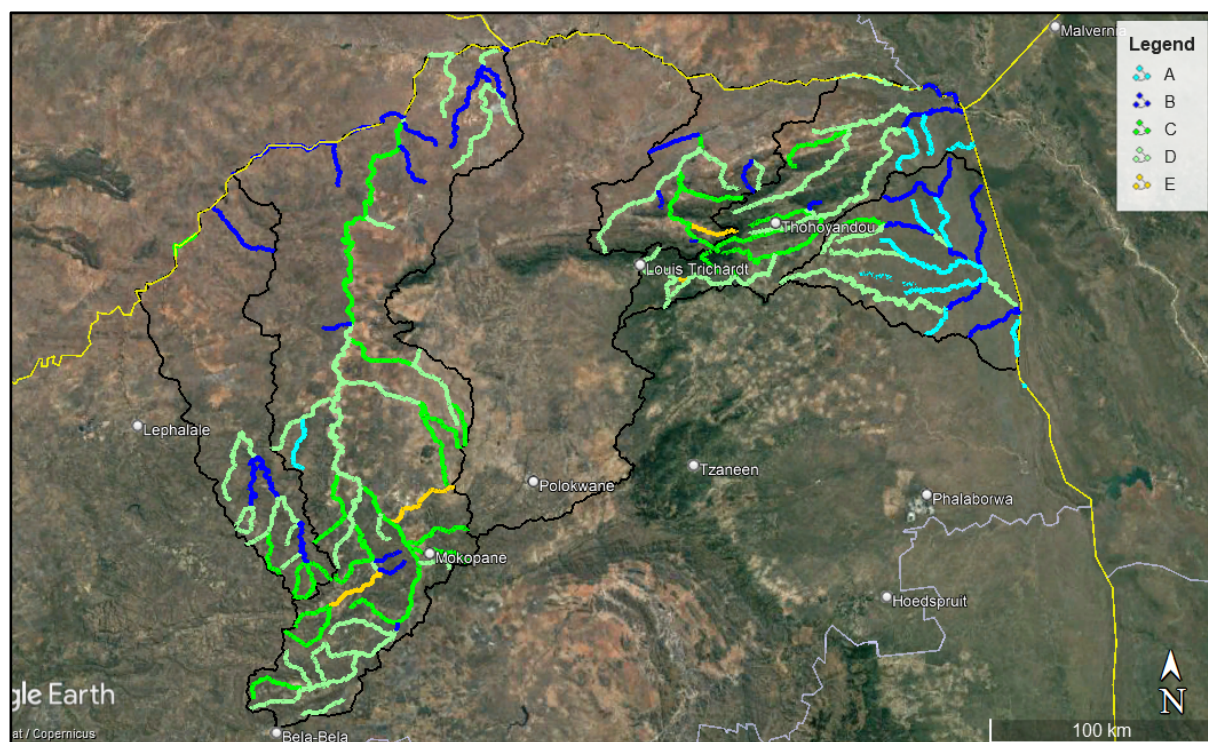 Malvernia
Legend
A
B
C
D
E
Thohoyandou
Louis Trichardt
Lephalale
Tzaneen
Polokwane
Phalaborwa
Mokopane
Hoedspruit
gle Earth
at / Copernicus
Bela-Bela
N
100 km